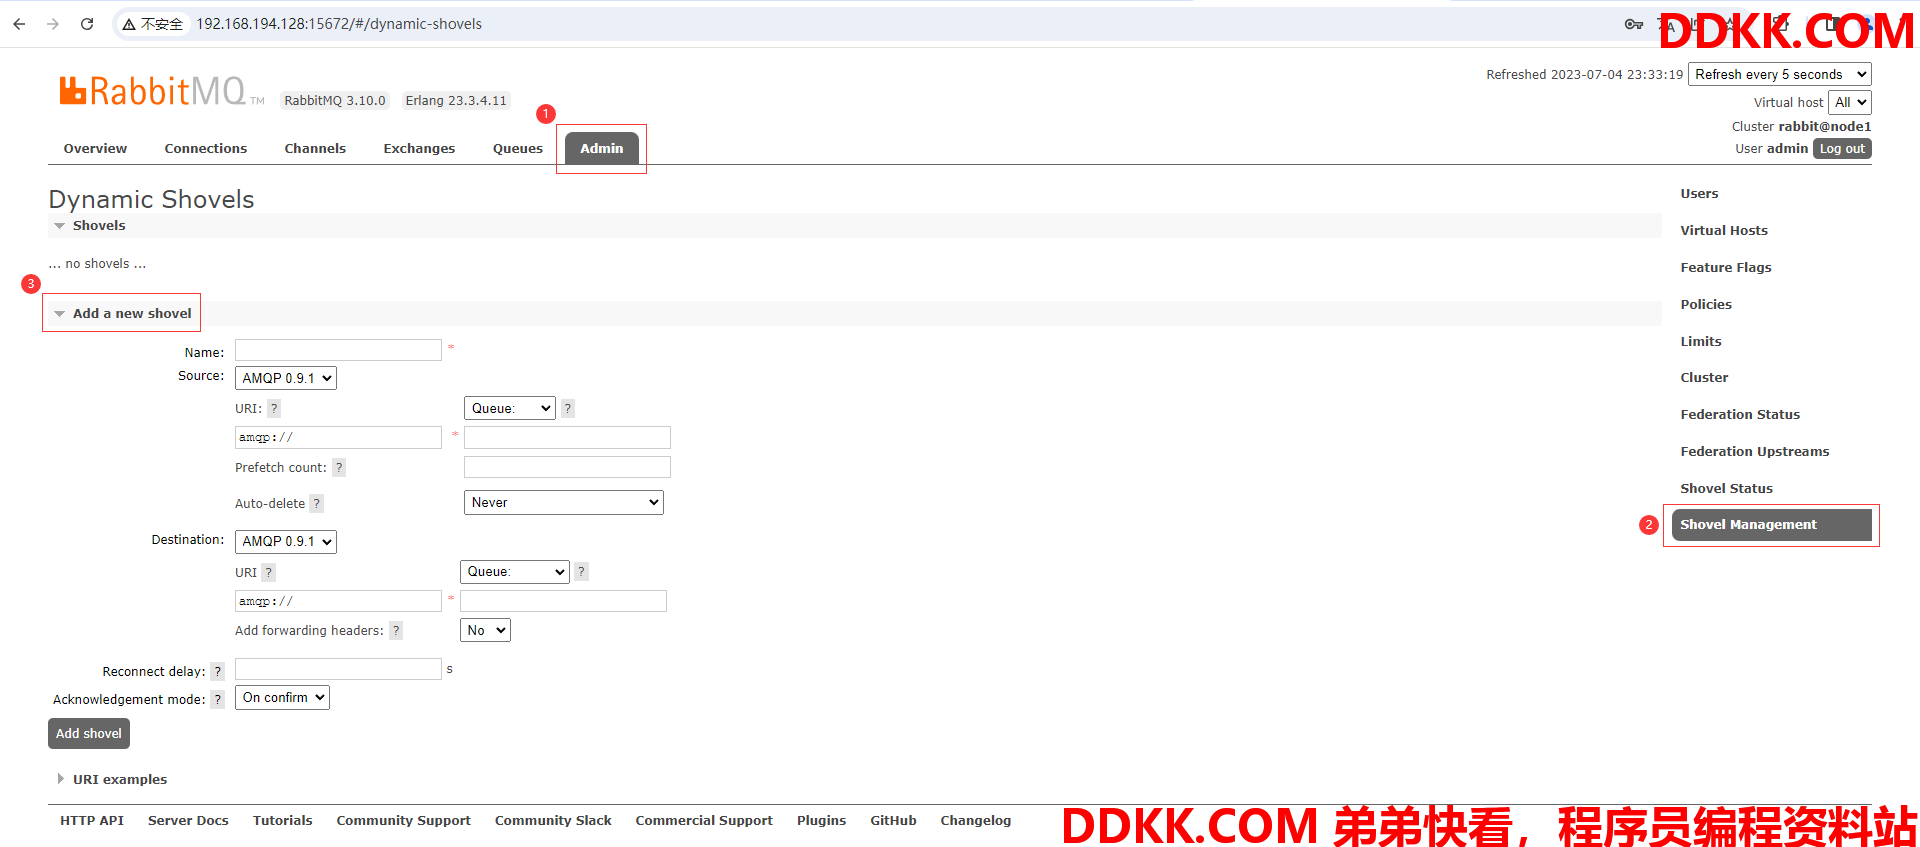 不安全 192.168.194.128:15672/#/dynamic-shovels
DDKK.COM
RabbitMQ TM RabbitMQ 3.10.0 Erlang 23.3.4.11
Refreshed 2023-07-04 23:33:19 Refresh every 5 seconds
Virtual host All
Cluster rabbit@node1
User admin Log out
1
Overview Connections Channels Exchanges Queues Admin
Dynamic Shovels
Shovels
... no shovels ...
3
Add a new shovel
Name: *
Source: AMQP 0.9.1
URI: ? Queue: ?
amqp:// *
Prefetch count: ?
Auto-delete ? Never
Destination: AMQP 0.9.1
URI ? Queue: ?
amqp:// *
Add forwarding headers: ? No
Reconnect delay: ? s
Acknowledgement mode: ? On confirm
Add shovel
URI examples
Users
Virtual Hosts
Feature Flags
Policies
Limits
Cluster
Federation Status
Federation Upstreams
Shovel Status
2 Shovel Management
HTTP API Server Docs Tutorials Community Support Community Slack Commercial Support Plugins GitHub Changelog
DDKK.COM 弟弟快看，程序员编程资料站